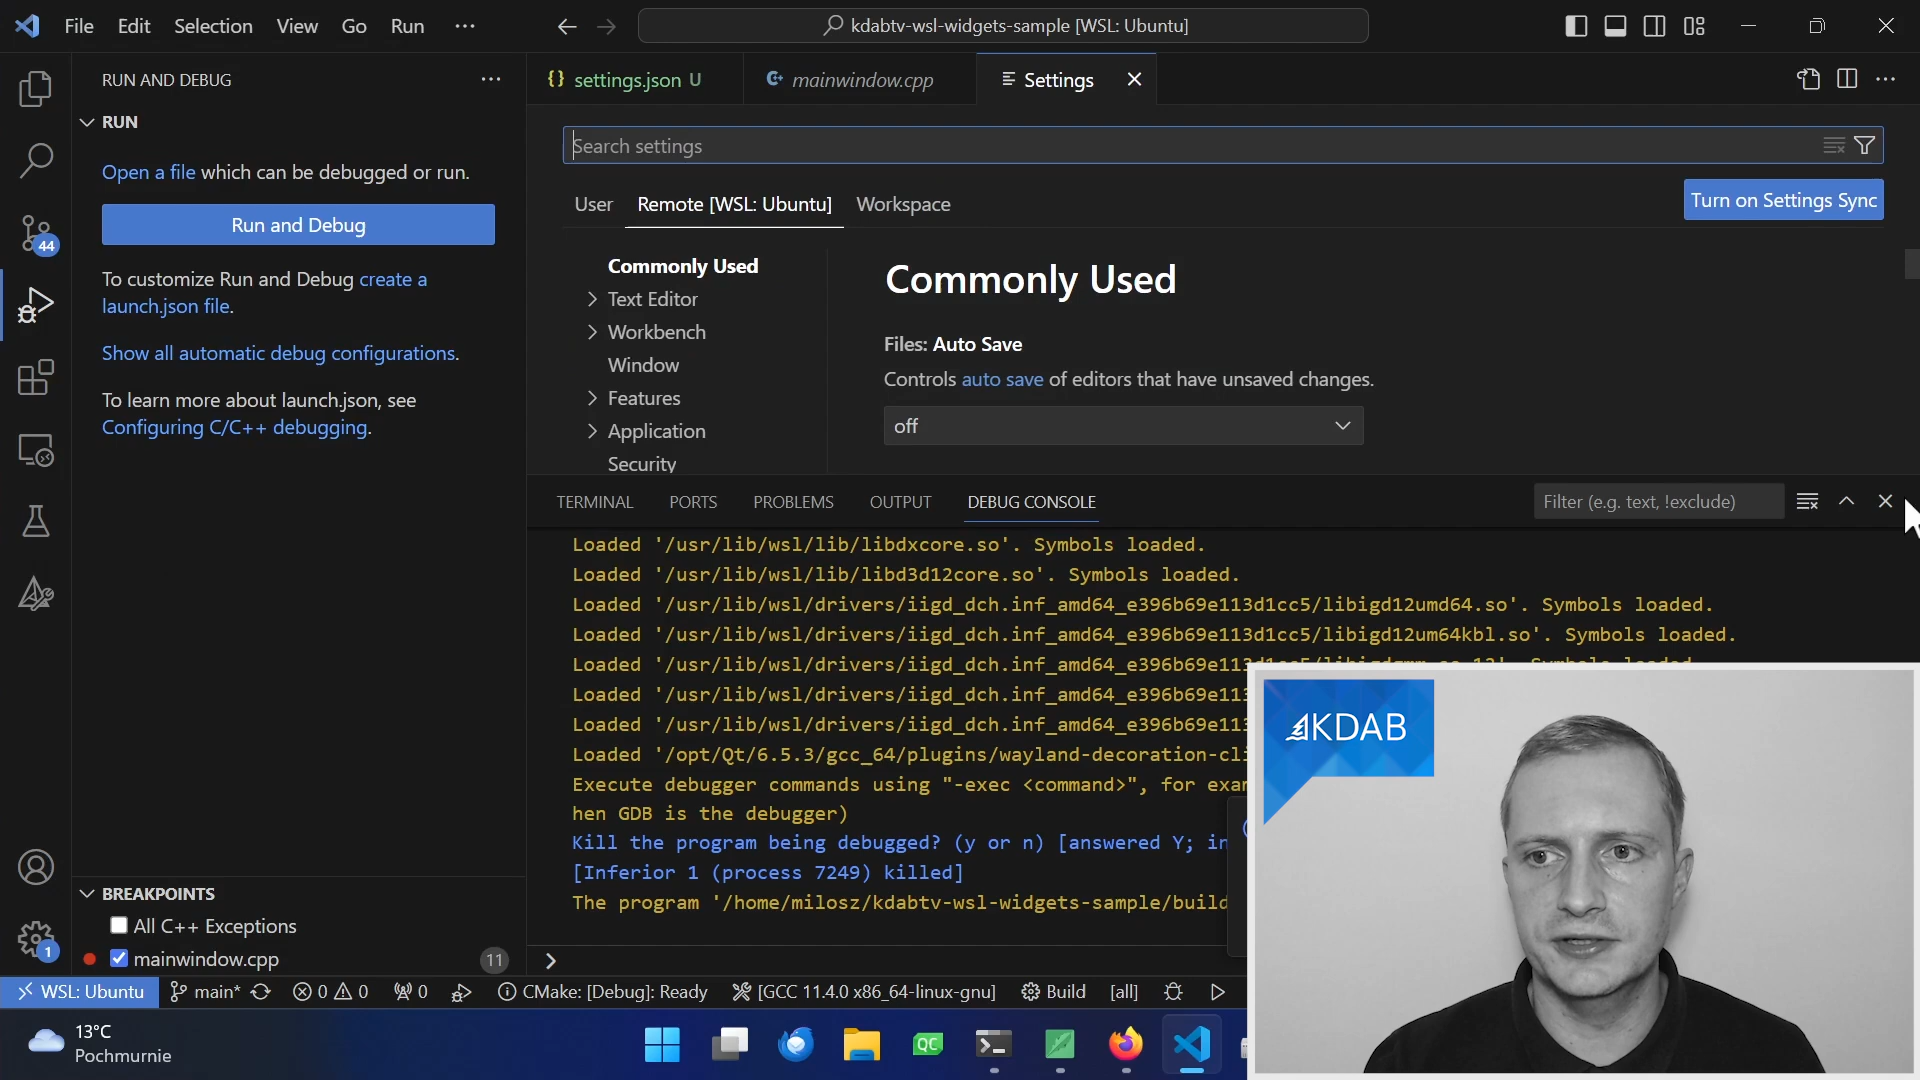 File Edit Selection View Go Run ···
kdabtv-wsl-widgets-sample [WSL: Ubuntu]
RUN AND DEBUG
settings.json U
mainwindow.cpp
Settings
RUN
Search settings
Open a file which can be debugged or run.
User Remote [WSL: Ubuntu] Workspace
Turn on Settings Sync
Run and Debug
44
To customize Run and Debug create a
launch.json file.
Show all automatic debug configurations.
To learn more about launch.json, see
Configuring C/C++ debugging.
Commonly Used
Text Editor
Workbench
Window
Features
Application
Security
Commonly Used
Files: Auto Save
Controls auto save of editors that have unsaved changes.
off
TERMINAL PORTS PROBLEMS OUTPUT DEBUG CONSOLE
Filter (e.g. text, !exclude)
Loaded '/usr/lib/wsl/lib/libdxcore.so'. Symbols loaded.
Loaded '/usr/lib/wsl/lib/libd3d12core.so'. Symbols loaded.
Loaded '/usr/lib/wsl/drivers/iigd_dch.inf_amd64_e396b69e113d1cc5/libigd12umd64.so'. Symbols loaded.
Loaded '/usr/lib/wsl/drivers/iigd_dch.inf_amd64_e396b69e113d1cc5/libigd12um64kbl.so'. Symbols loaded.
Loaded '/usr/lib/wsl/drivers/iigd_dch.inf_amd64_e396b69e113
Loaded '/usr/lib/wsl/drivers/iigd_dch.inf_amd64_e396b69e11
Loaded '/usr/lib/wsl/drivers/iigd_dch.inf_amd64_e396b69e11
Loaded '/opt/Qt/6.5.3/gcc_64/plugins/wayland-decoration-cli
Execute debugger commands using "-exec <command>", for exam
hen GDB is the debugger)
Kill the program being debugged? (y or n) [answered Y; in
[Inferior 1 (process 7249) killed]
The program '/home/milosz/kdabtv-wsl-widgets-sample/build
KDAB
BREAKPOINTS
All C++ Exceptions
mainwindow.cpp 11
1
WSL: Ubuntu main* 0 0 0 CMake: [Debug]: Ready [GCC 11.4.0 x86_64-linux-gnu] Build [all]
13°C
Pochmurnie
QC